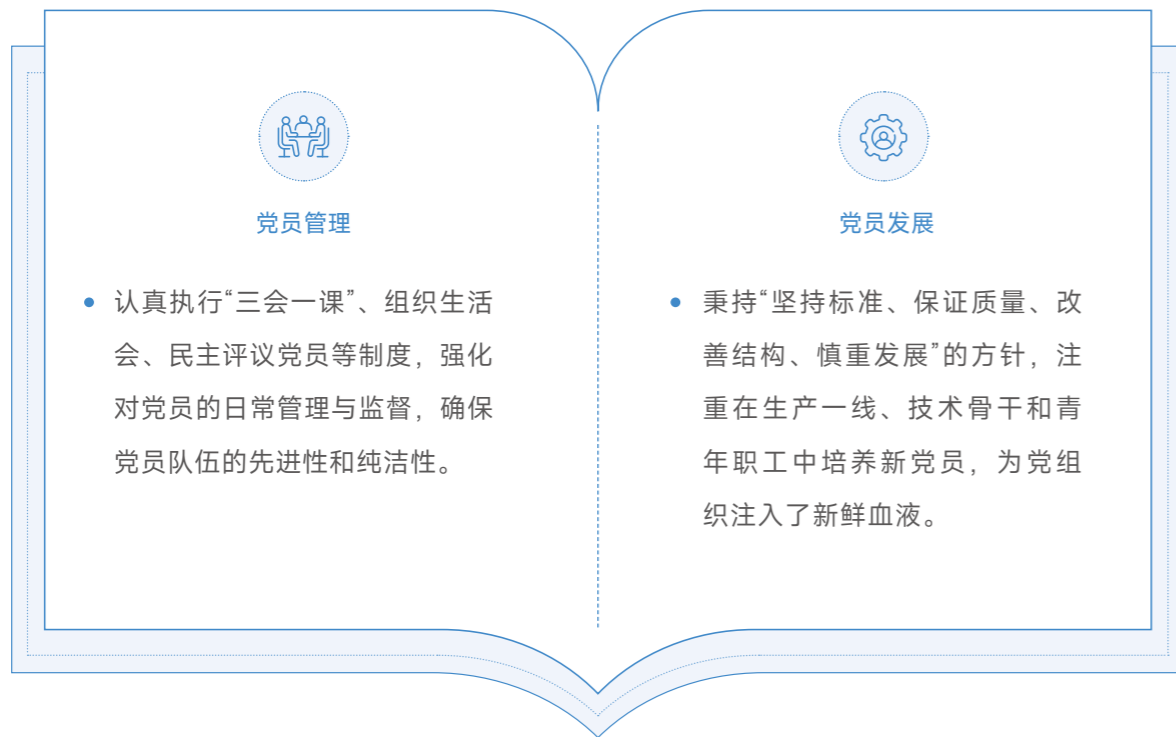 党员管理
认真执行“三会一课”、组织生活
会、民主评议党员等制度，强化
对党员的日常管理与监督，确保
党员队伍的先进性和纯洁性。
党员发展
秉持“坚持标准、保证质量、改
善结构、慎重发展”的方针，注
重在生产一线、技术骨干和青
年职工中培养新党员，为党组
织注入了新鲜血液。